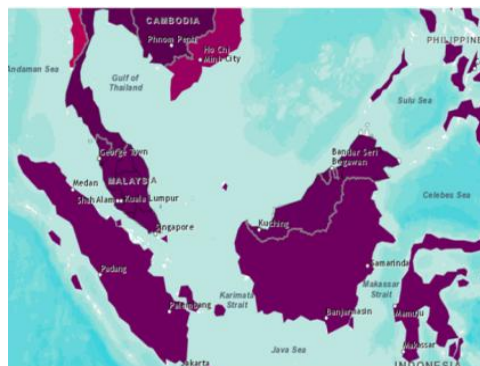 CAMBODIA
Phnom Penh
Ho Chi
Minh City
PHILIPPINE
Andaman Sea
Gulf of
Thailand
Sulu Sea
George Town
Bandar Seri
Begawan
Medan
MALAYSIA
Shah Alam
Kuala Lumpur
Celebes Sea
Singapore
Kuching
Padang
Samarinda
Makassar
Strait
Karimata
Strait
Palembang
Banjarmasin
Mamuju
Java Sea
Makassar
Jakarta
INDONESIA